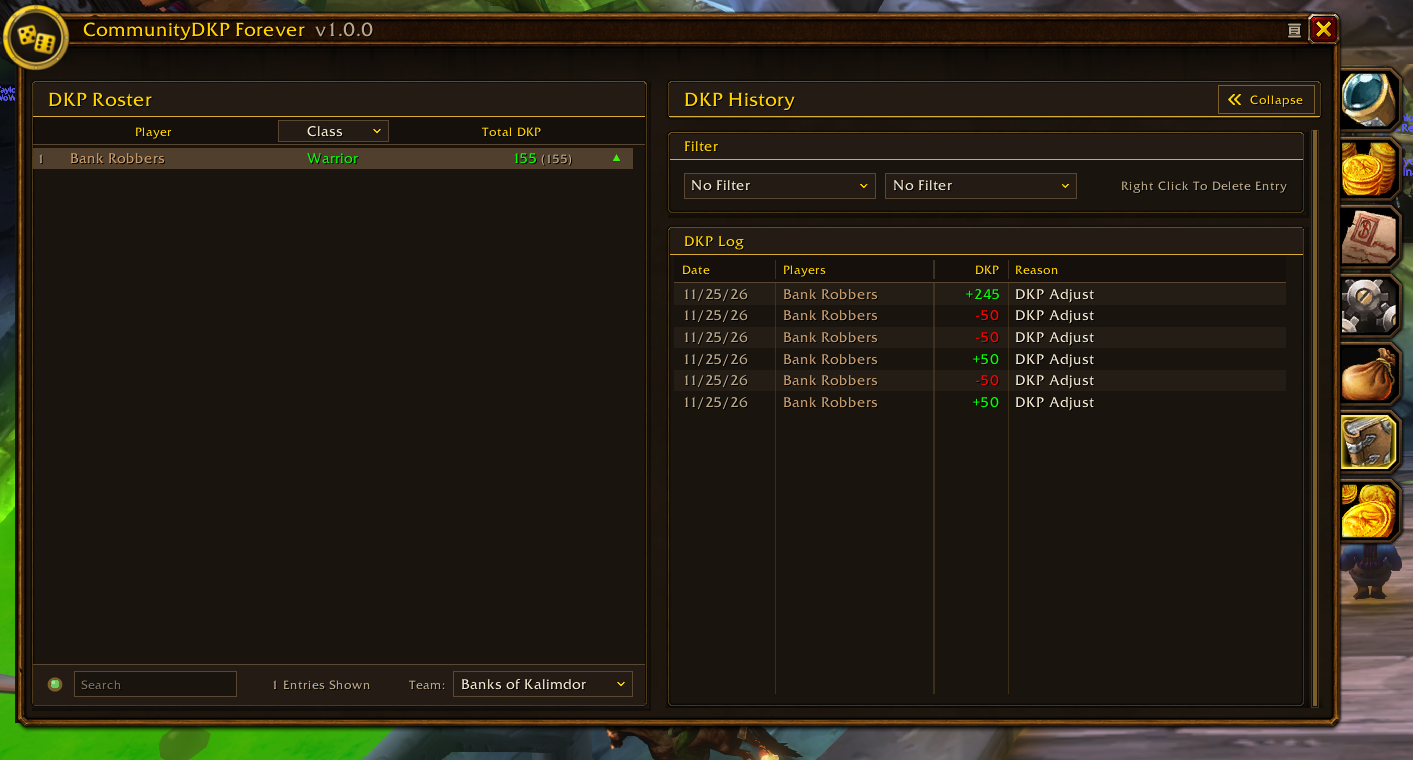 CommunityDKP Forever v1.0.0
DKP Roster
Player Class Total DKP
1 Bank Robbers Warrior 155 (155)
Search 1 Entries Shown Team: Banks of Kalimdor
DKP History
Collapse
Filter
No Filter No Filter Right Click To Delete Entry
DKP Log
Date Players DKP Reason
11/25/26 Bank Robbers +245 DKP Adjust
11/25/26 Bank Robbers -50 DKP Adjust
11/25/26 Bank Robbers -50 DKP Adjust
11/25/26 Bank Robbers +50 DKP Adjust
11/25/26 Bank Robbers -50 DKP Adjust
11/25/26 Bank Robbers +50 DKP Adjust